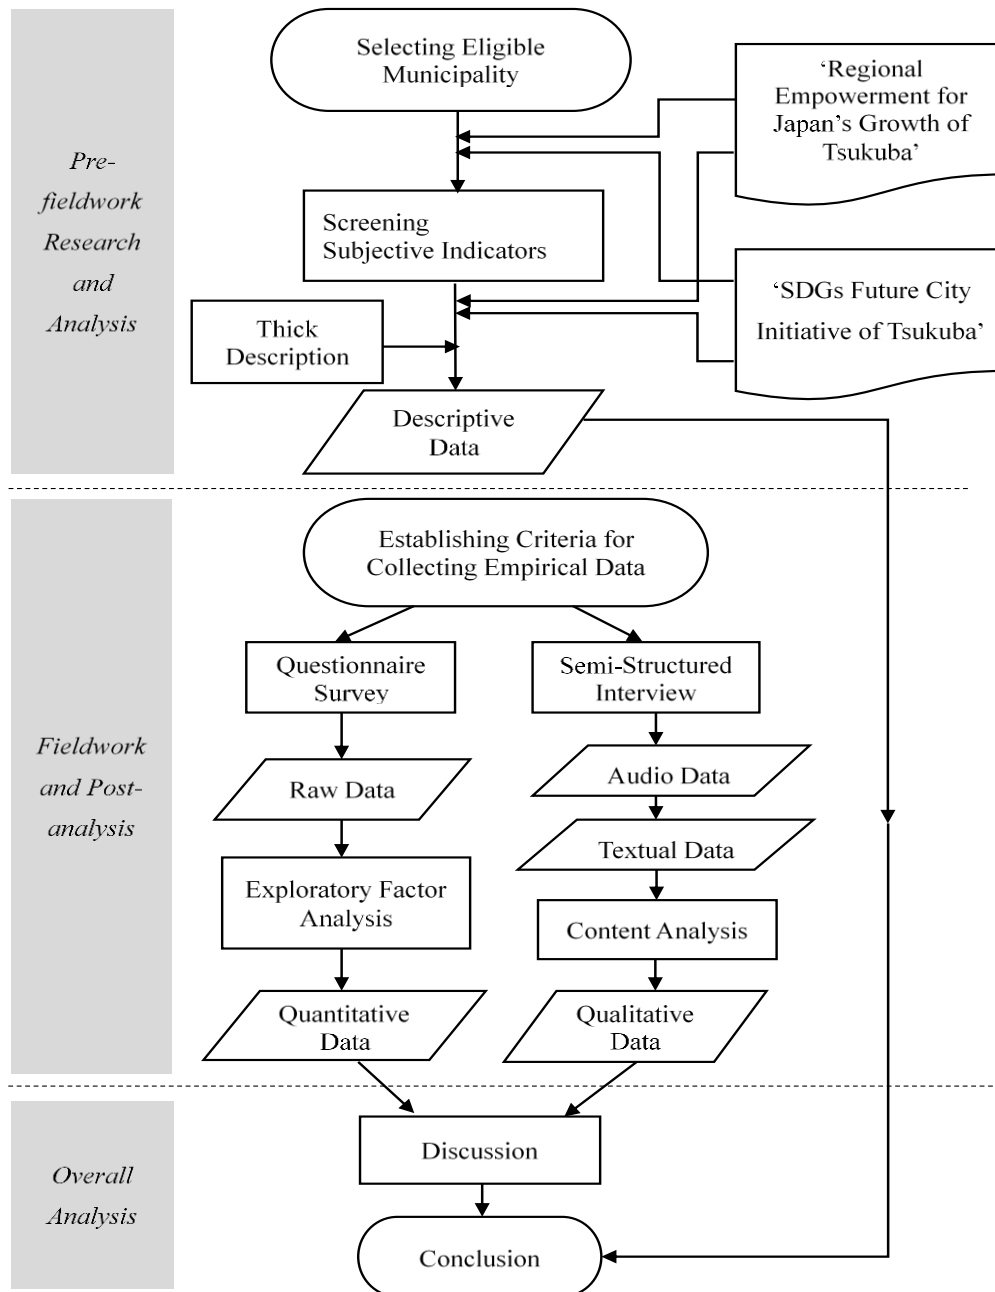 Pre-
fieldwork
Research
and
Analysis
Selecting Eligible
Municipality
‘Regional
Empowerment for
Japan’s Growth of
Tsukuba’
Screening
Subjective Indicators
‘SDGs Future City
Initiative of Tsukuba’
Thick
Description
Descriptive
Data
Fieldwork
and Post-
analysis
Establishing Criteria for
Collecting Empirical Data
Questionnaire
Survey
Semi-Structured
Interview
Raw Data
Audio Data
Textual Data
Exploratory Factor
Analysis
Content Analysis
Quantitative
Data
Qualitative
Data
Overall
Analysis
Discussion
Conclusion